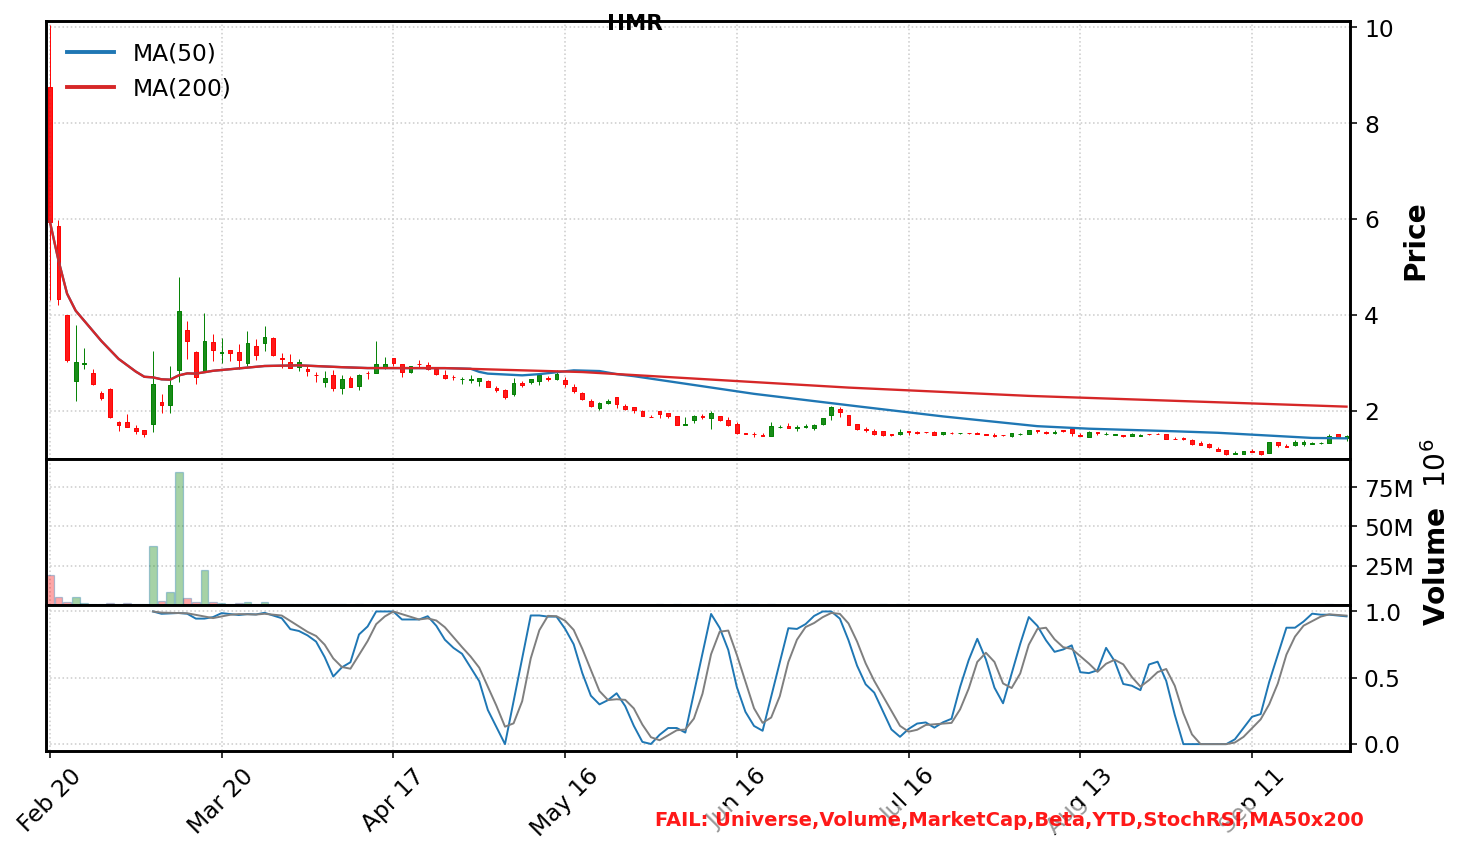 HMR
MA(50)
MA(200)
10
8
6
4
2
Price
75M
50M
25M
Volume 10^6
1.0
0.5
0.0
Feb 20
Mar 20
Apr 17
May 16
Jun 16
Jul 16
Aug 13
Sep 11
FAIL: Universe,Volume,MarketCap,Beta,YTD,StochRSI,MA50x200